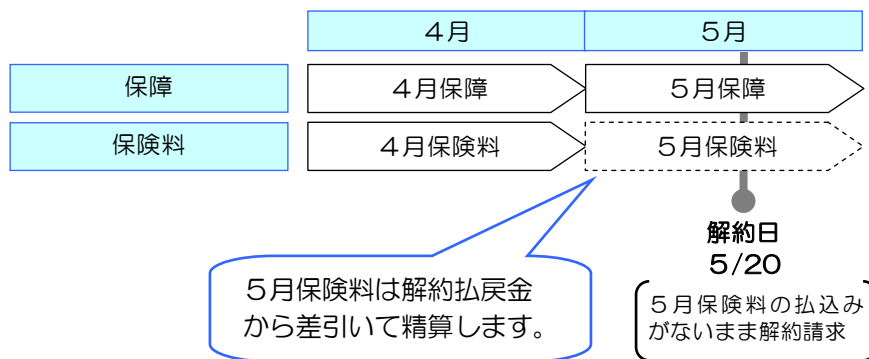 ４月
５月
保障
４月保障
５月保障
保険料
４月保険料
５月保険料
解約日
5/20
５月保険料は解約払戻金
から差引いて精算します。
５月保険料の払込み
がないまま解約請求